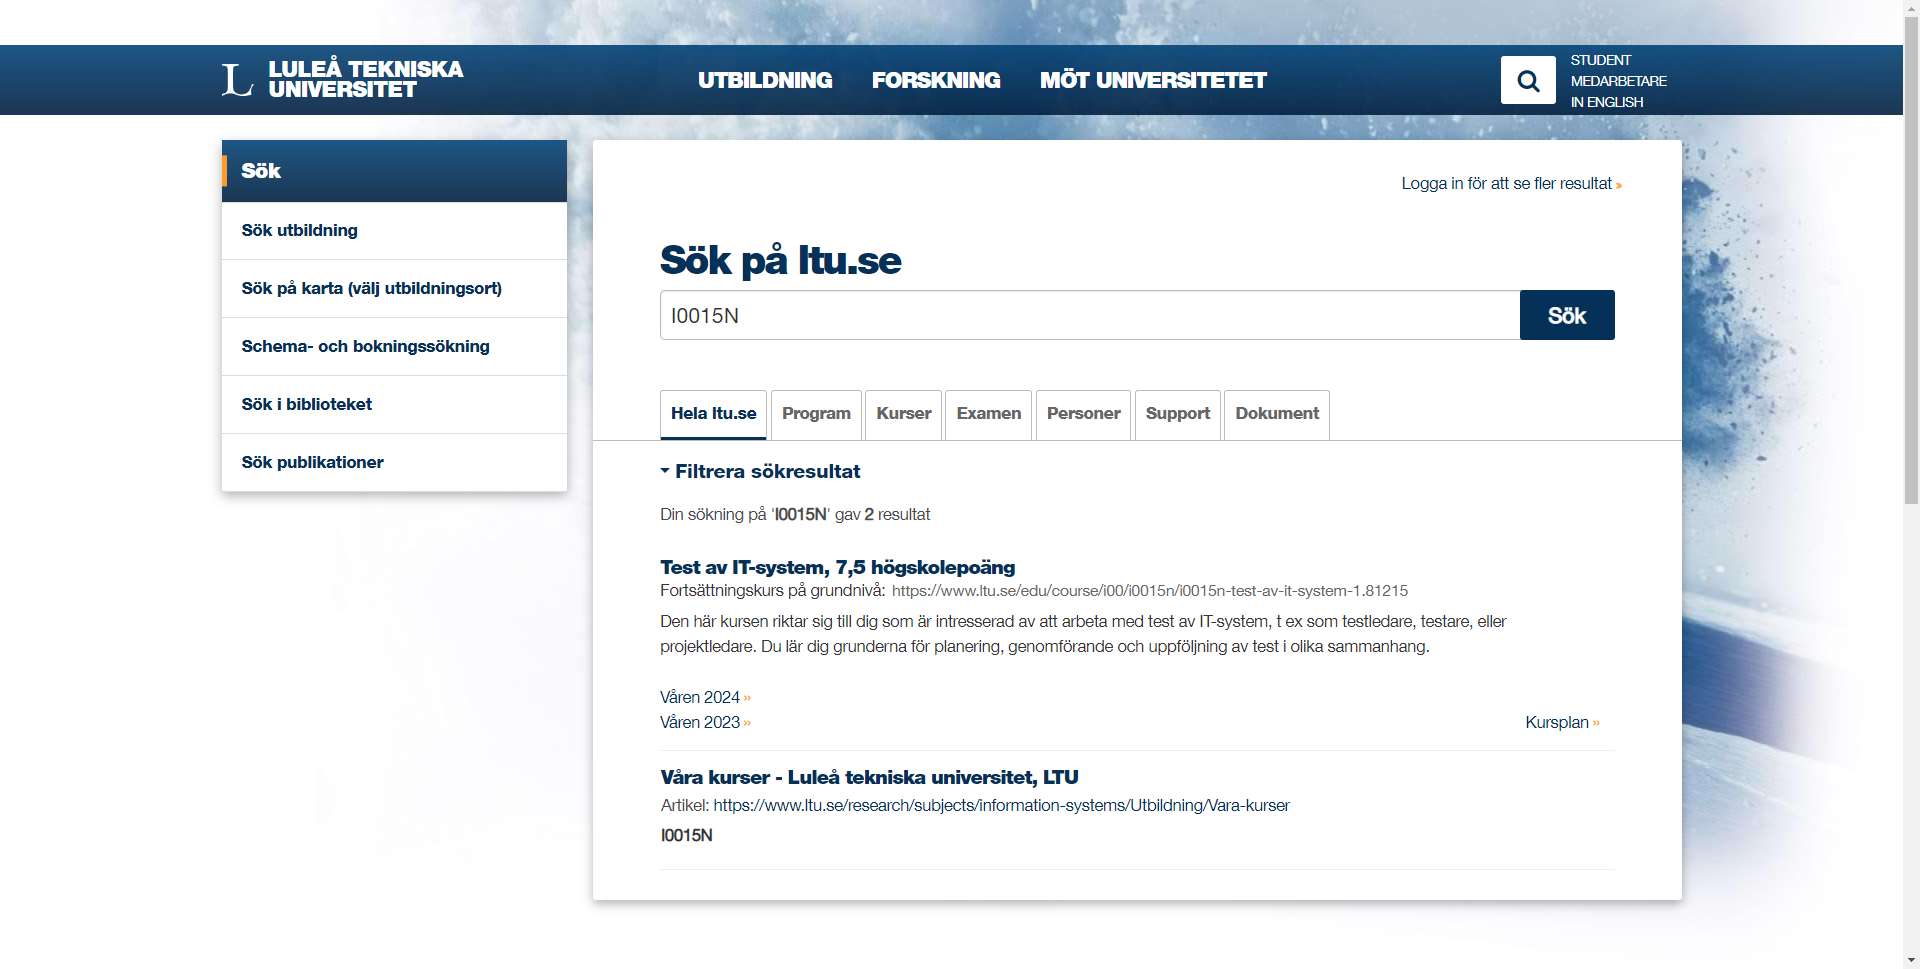 LULEÅ TEKNISKA
UNIVERSITET
UTBILDNING
FORSKNING
MÖT UNIVERSITETET
STUDENT
MEDARBETARE
IN ENGLISH
Sök
Sök utbildning
Sök på karta (välj utbildningsort)
Schema- och bokningssökning
Sök i biblioteket
Sök publikationer
Logga in för att se fler resultat »
Sök på ltu.se
I0015N
Sök
Hela ltu.se
Program
Kurser
Examen
Personer
Support
Dokument
Filtrera sökresultat
Din sökning på 'I0015N' gav 2 resultat
Test av IT-system, 7,5 högskolepoäng
Fortsättningskurs på grundnivå: https://www.ltu.se/edu/course/i00/i0015n/i0015n-test-av-it-system-1.81215
Den här kursen riktar sig till dig som är intresserad av att arbeta med test av IT-system, t ex som testledare, testare, eller
projektledare. Du lär dig grunderna för planering, genomförande och uppföljning av test i olika sammanhang.
Våren 2024 »
Våren 2023 »
Kursplan »
Våra kurser - Luleå tekniska universitet, LTU
Artikel: https://www.ltu.se/research/subjects/information-systems/Utbildning/Vara-kurser
I0015N